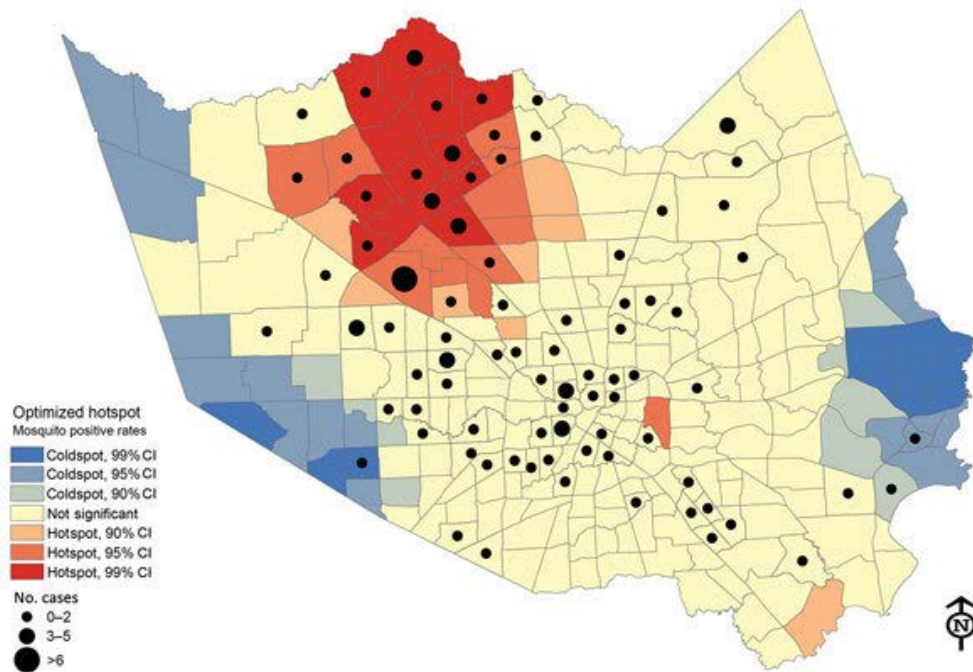 Optimized hotspot
Mosquito positive rates
Coldspot, 99% CI
Coldspot, 95% CI
Coldspot, 90% CI
Not significant
Hotspot, 90% CI
Hotspot, 95% CI
Hotspot, 99% CI
No. cases
0–2
3–5
>6
N